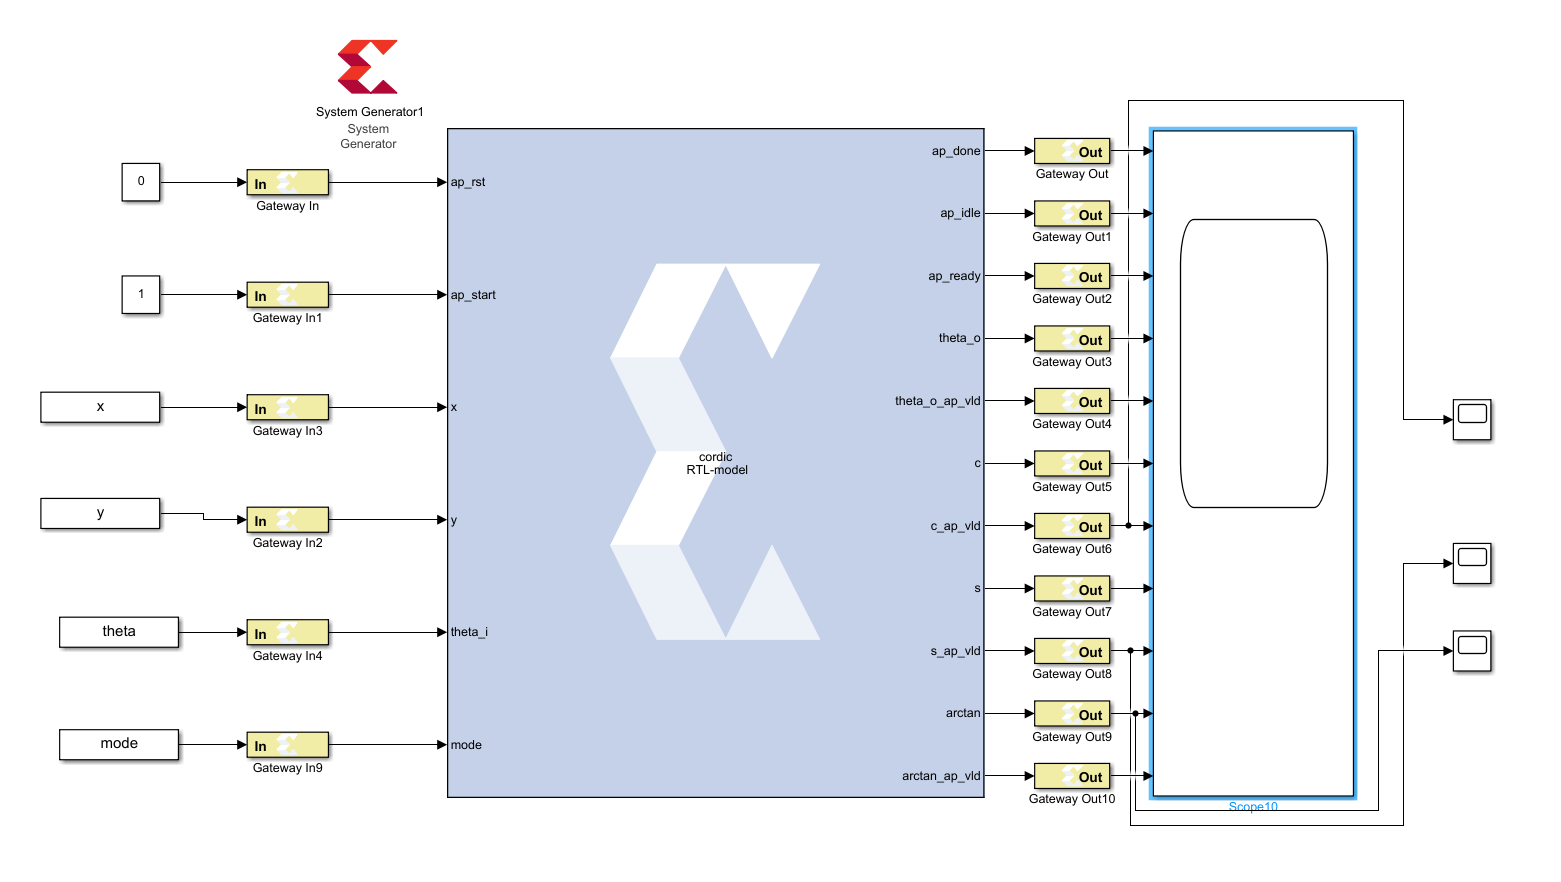 System Generator1
System
Generator
0
In
Gateway In
ap_rst
1
In
Gateway In1
ap_start
x
In
Gateway In3
x
y
In
Gateway In2
y
theta
In
Gateway In4
theta_i
mode
In
Gateway In9
mode
cordic
RTL-model
ap_done
Out
Gateway Out
ap_idle
Out
Gateway Out1
ap_ready
Out
Gateway Out2
theta_o
Out
Gateway Out3
theta_o_ap_vld
Out
Gateway Out4
c
Out
Gateway Out5
c_ap_vld
Out
Gateway Out6
s
Out
Gateway Out7
s_ap_vld
Out
Gateway Out8
arctan
Out
Gateway Out9
arctan_ap_vld
Out
Gateway Out10
Scope10